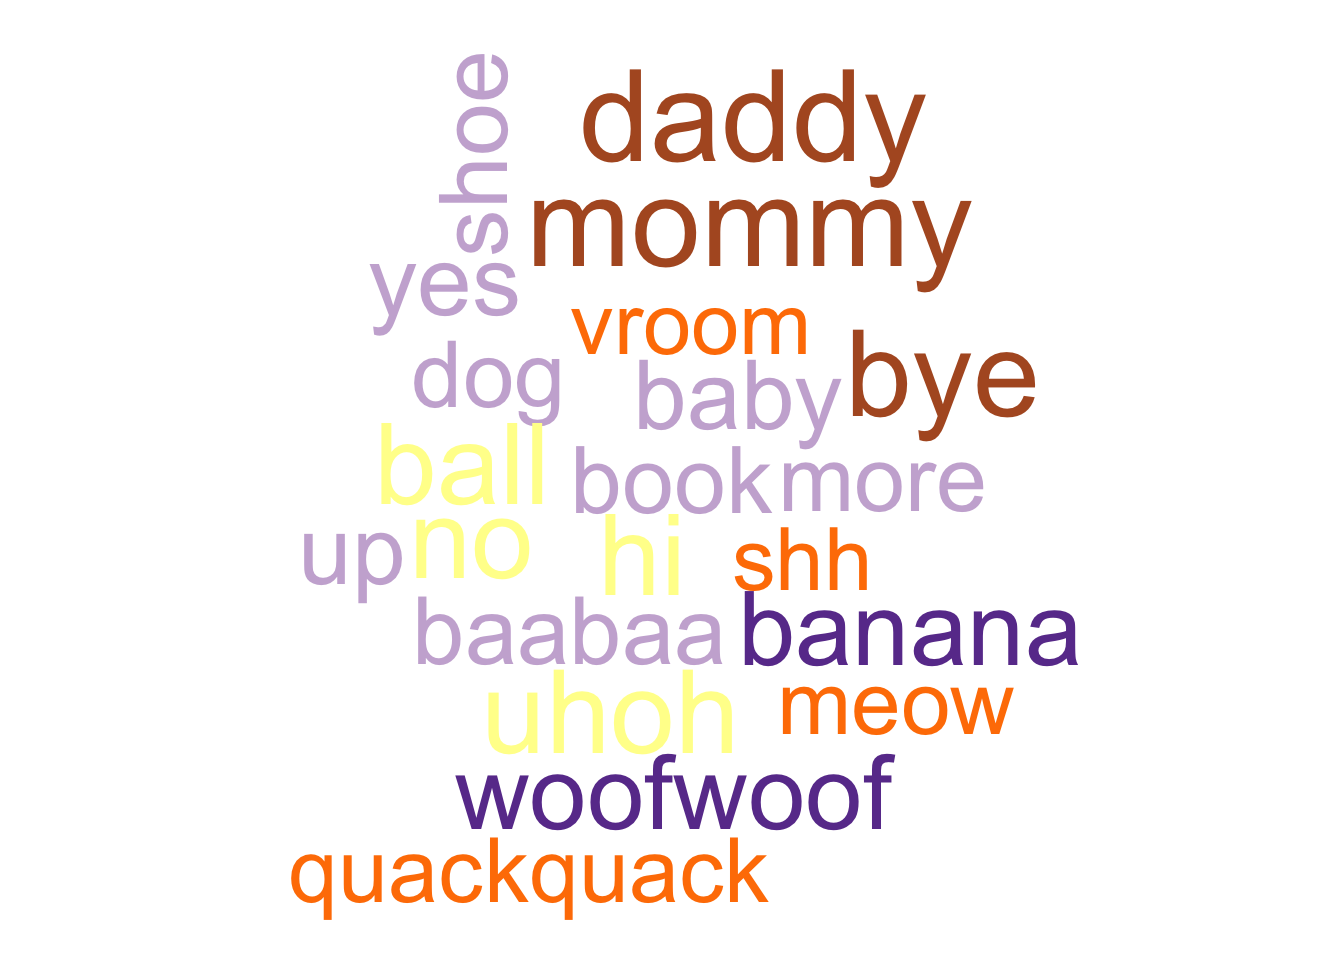 shoe
daddy
mommy
yes
vroom
dog
baby
bye
ball
book
more
up
no
hi
shh
baabaa
banana
uhoh
meow
woofwoof
quackquack